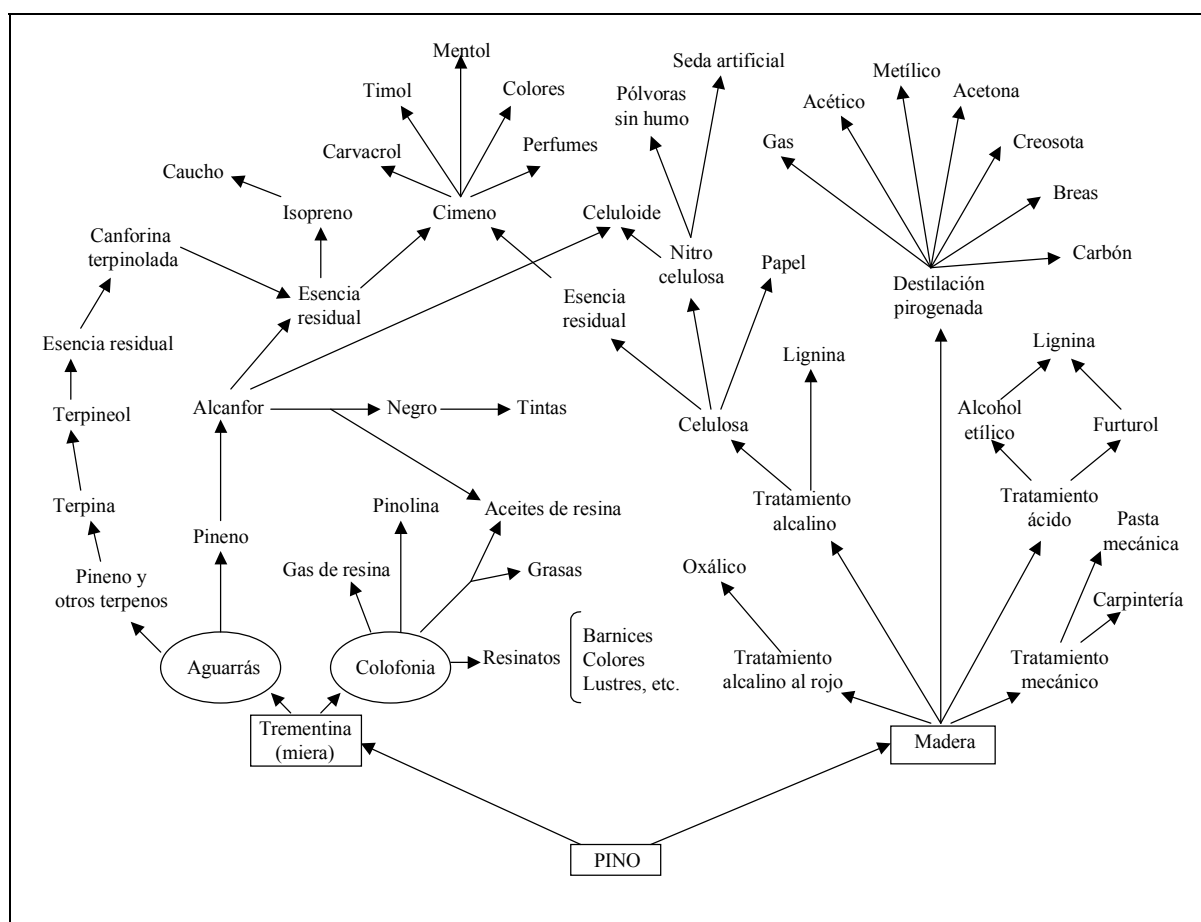 Mentol
Seda artificial
Metílico
Timol
Colores
Pólvoras
sin humo
Acético
Acetona
Gas
Creosota
Carvacrol
Perfumes
Caucho
Breas
Isopreno
Cimeno
Celuloide
Canforina
terpinolada
Nitro
celulosa
Papel
Carbón
Destilación
pirogenada
Esencia
residual
Esencia
residual
Esencia residual
Lignina
Lignina
Terpineol
Alcanfor
Negro
Tintas
Celulosa
Alcohol
etílico
Furturol
Terpina
Pinolina
Aceites de resina
Tratamiento
alcalino
Tratamiento
ácido
Pasta
mecánica
Pineno
Pineno y
otros terpenos
Gas de resina
Grasas
Oxálico
Carpintería
Aguarrás
Colofonia
Resinatos
Barnices
Colores
Lustres, etc.
Tratamiento
alcalino al rojo
Tratamiento
mecánico
Trementina
(miera)
Madera
PINO